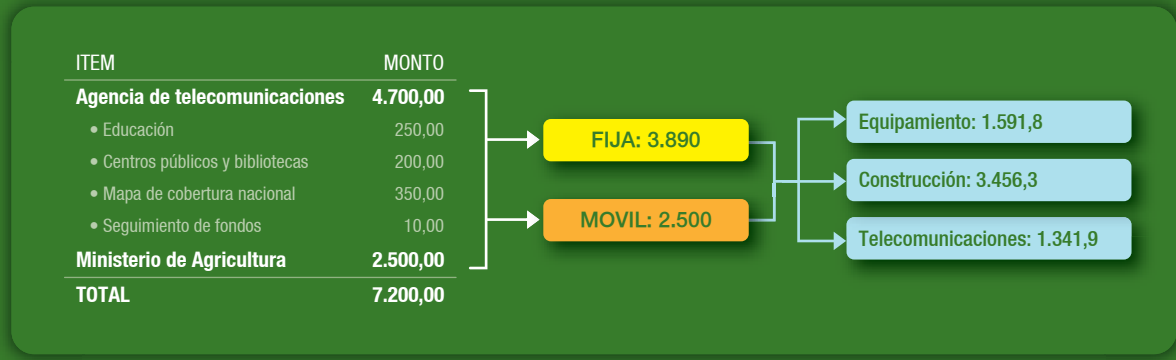 ITEM MONTO
Agencia de telecomunicaciones 4.700,00
• Educación 250,00
• Centros públicos y bibliotecas 200,00
• Mapa de cobertura nacional 350,00
• Seguimiento de fondos 10,00
Ministerio de Agricultura 2.500,00
TOTAL 7.200,00
FIJA: 3.890
MOVIL: 2.500
Equipamiento: 1.591,8
Construcción: 3.456,3
Telecomunicaciones: 1.341,9